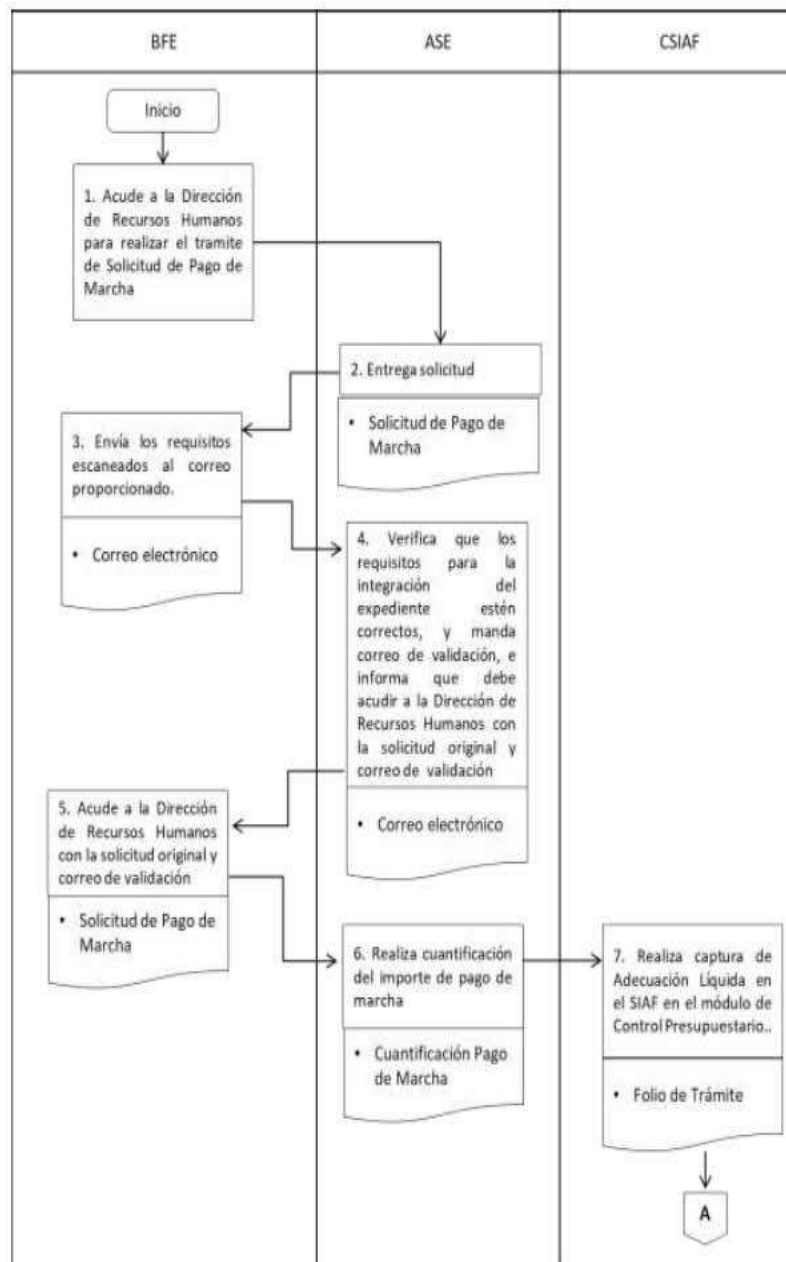 BFE
ASE
CSIAF
Inicio
1. Acude a la Dirección
de Recursos Humanos
para realizar el tramite
de Solicitud de Pago de
Marcha
2. Entrega solicitud
• Solicitud de Pago de
Marcha
3. Envía los requisitos
escaneados al correo
proporcionado.
• Correo electrónico
4. Verifica que los
requisitos para la
integración del
expediente estén
correctos, y manda
correo de validación, e
informa que debe
acudir a la Dirección de
Recursos Humanos con
la solicitud original y
correo de validación
• Correo electrónico
5. Acude a la Dirección
de Recursos Humanos
con la solicitud original y
correo de validación
• Solicitud de Pago de
Marcha
6. Realiza cuantificación
del importe de pago de
marcha
• Cuantificación Pago
de Marcha
7. Realiza captura de
Adecuación Líquida en
el SIAF en el módulo de
Control Presupuestario..
• Folio de Trámite
A